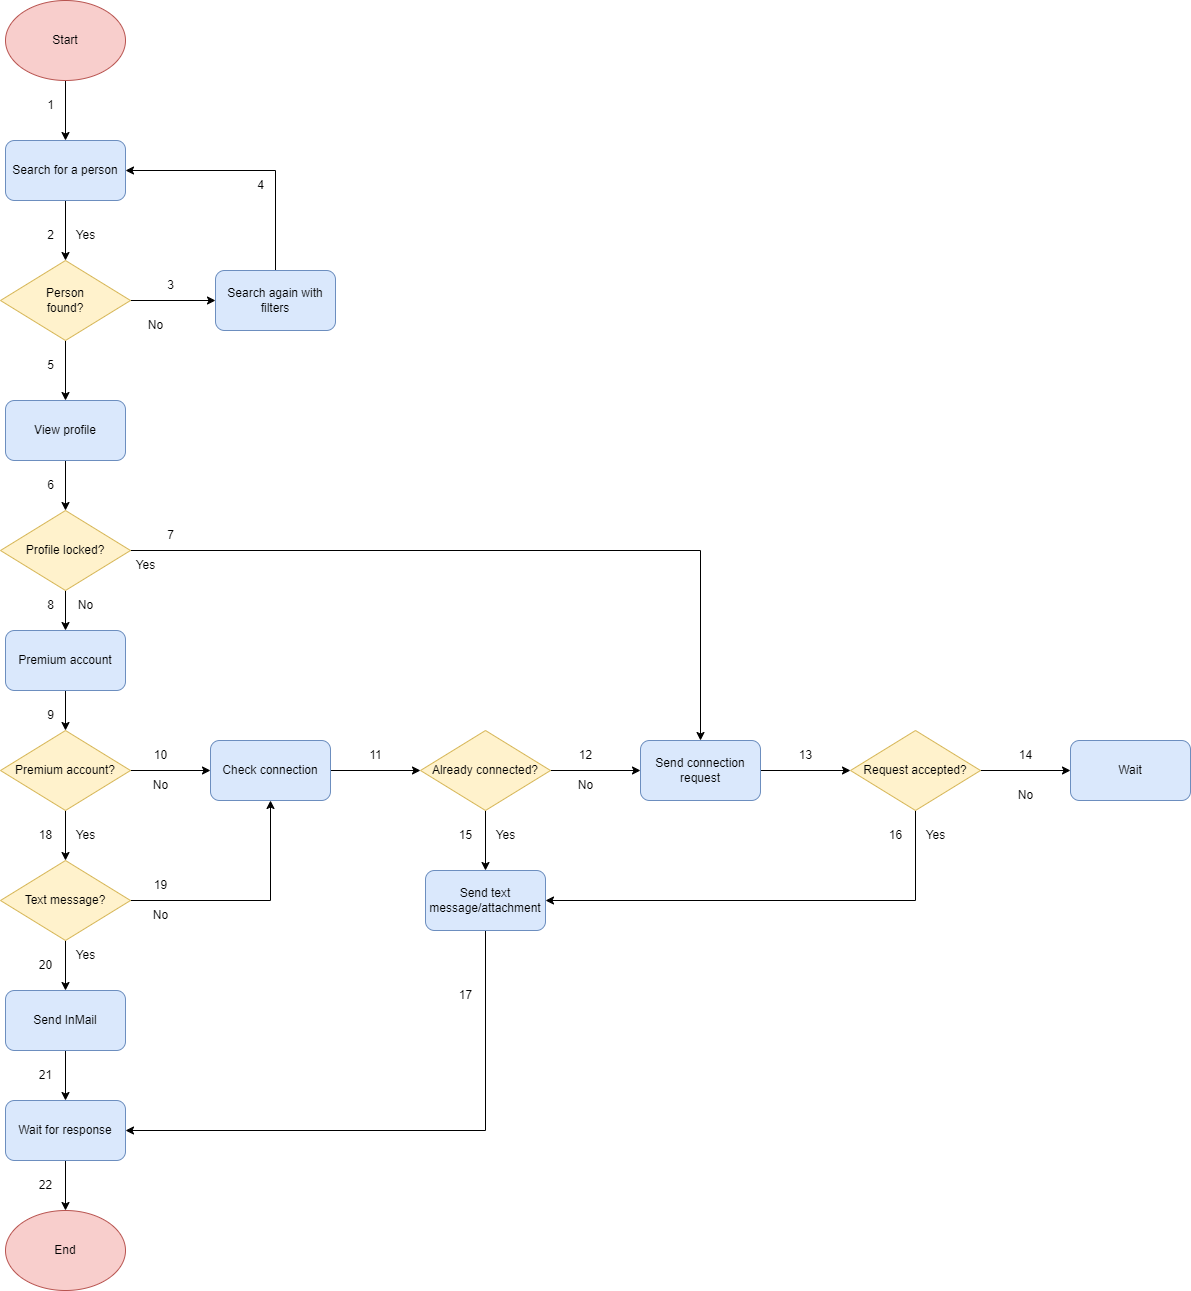 Start
1
Search for a person
4
2
Yes
Person
found?
3
No
Search again with
filters
5
View profile
6
Profile locked?
7
Yes
8
No
Premium account
9
Premium account?
10
No
Check connection
11
Already connected?
12
No
Send connection
request
13
Request accepted?
14
No
Wait
18
Yes
15
Yes
16
Yes
Text message?
19
No
Send text
message/attachment
20
Yes
17
Send InMail
21
Wait for response
22
End